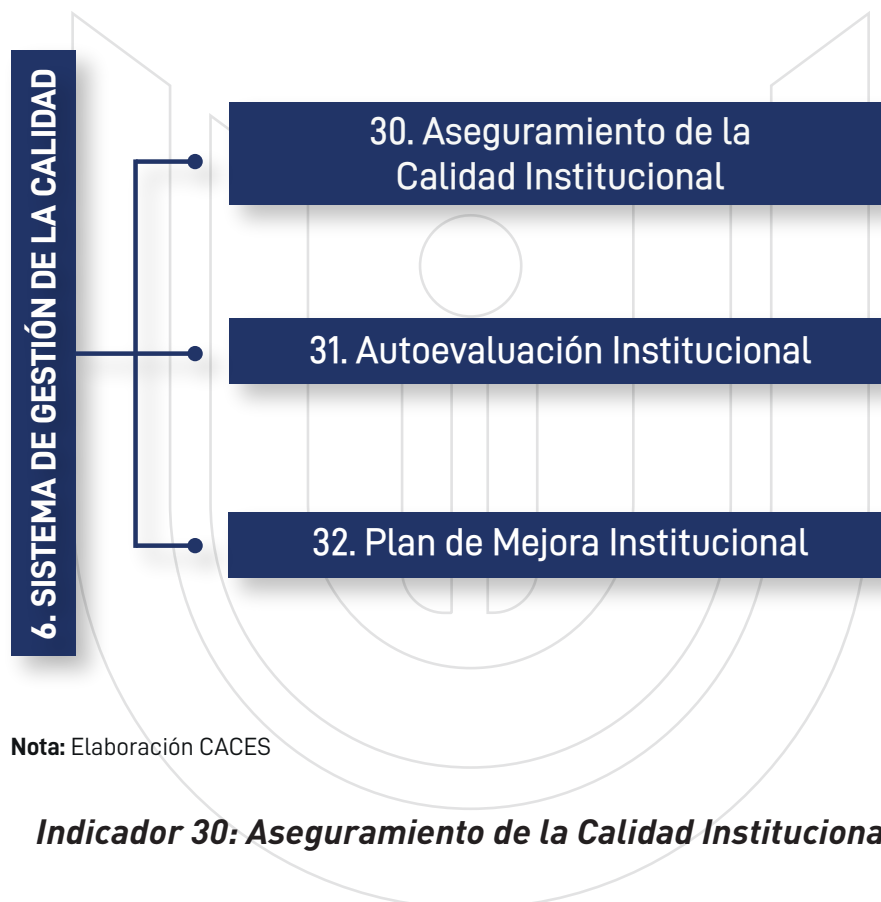 6. SISTEMA DE GESTIÓN DE LA CALIDAD
30. Aseguramiento de la
Calidad Institucional
31. Autoevaluación Institucional
32. Plan de Mejora Institucional
Nota: Elaboración CACES
Indicador 30: Aseguramiento de la Calidad Instituciona